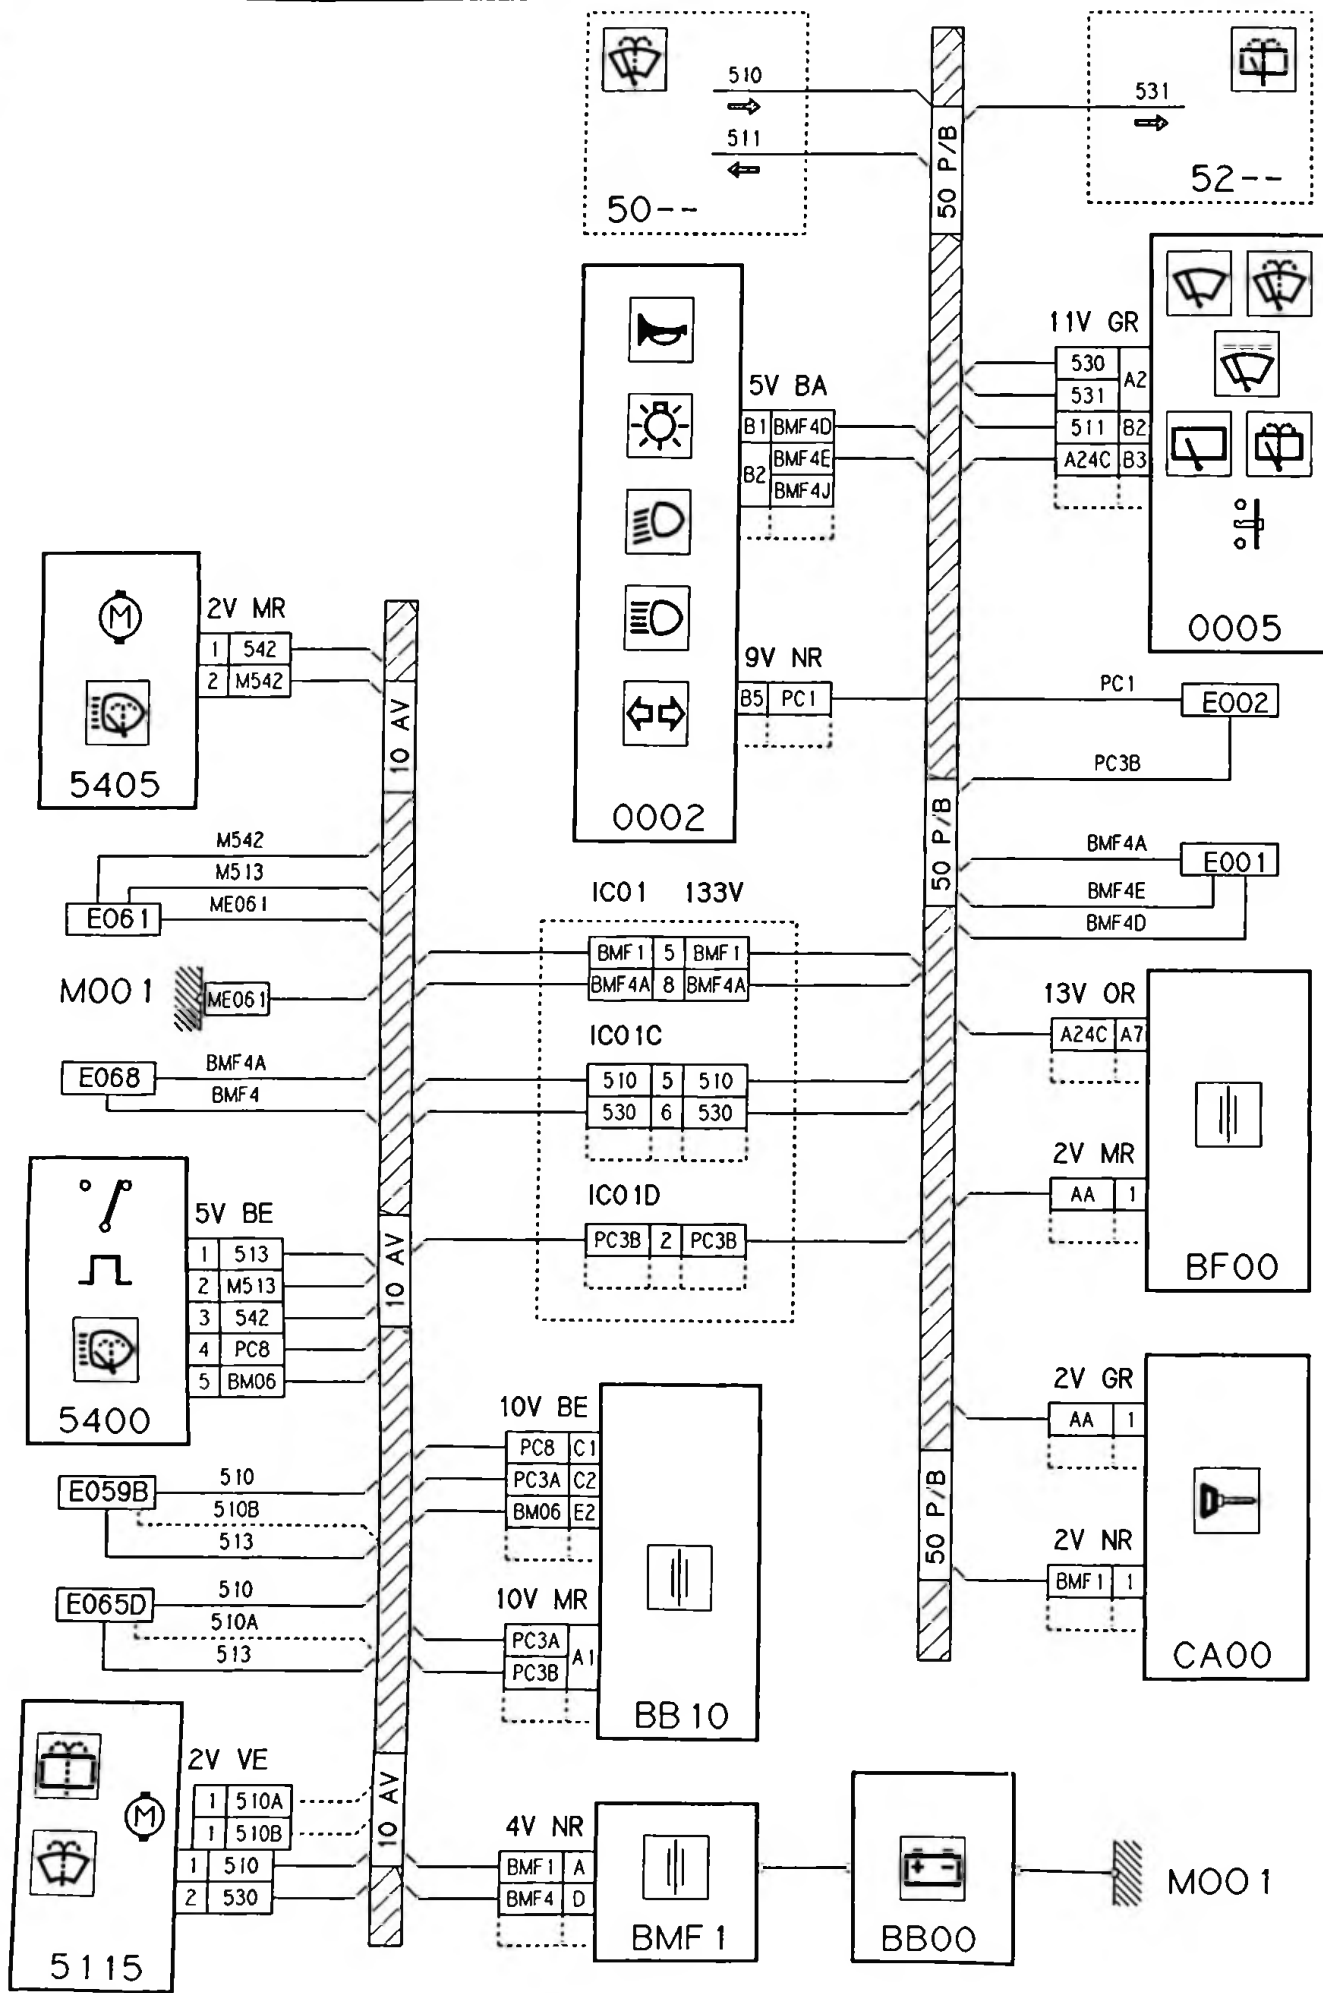 510
511
50--
531
52--
50 P/B
11V GR
530 A2
531
511 B2
A24C B3
0005
5V BA
B1 BMF4D
B2 BMF4E
BMF4J
9V NR
B5 PC1
0002
PC1
E002
PC3B
50 P/B
BMF4A
E001
BMF4E
BMF4D
2V MR
1 542
2 M542
5405
10 AV
M542
M513
E061
ME061
M001
ME061
E068
BMF4A
BMF4
IC01 133V
BMF1 5 BMF1
BMF4A 8 BMF4A
IC01C
510 5 510
530 6 530
IC01D
PC3B 2 PC3B
13V OR
A24C A7
2V MR
AA 1
BF00
5V BE
1 513
2 M513
3 542
4 PC8
5 BM06
5400
10 AV
10V BE
PC8 C1
PC3A C2
BM06 E2
10V MR
PC3A A1
PC3B
BB10
2V GR
AA 1
2V NR
BMF1 1
CA00
50 P/B
E059B
510
510B
513
E065D
510
510A
513
2V VE
1 510A
1 510B
1 510
2 530
5115
10 AV
4V NR
BMF1 A
BMF4 D
BMF1
BB00
M001